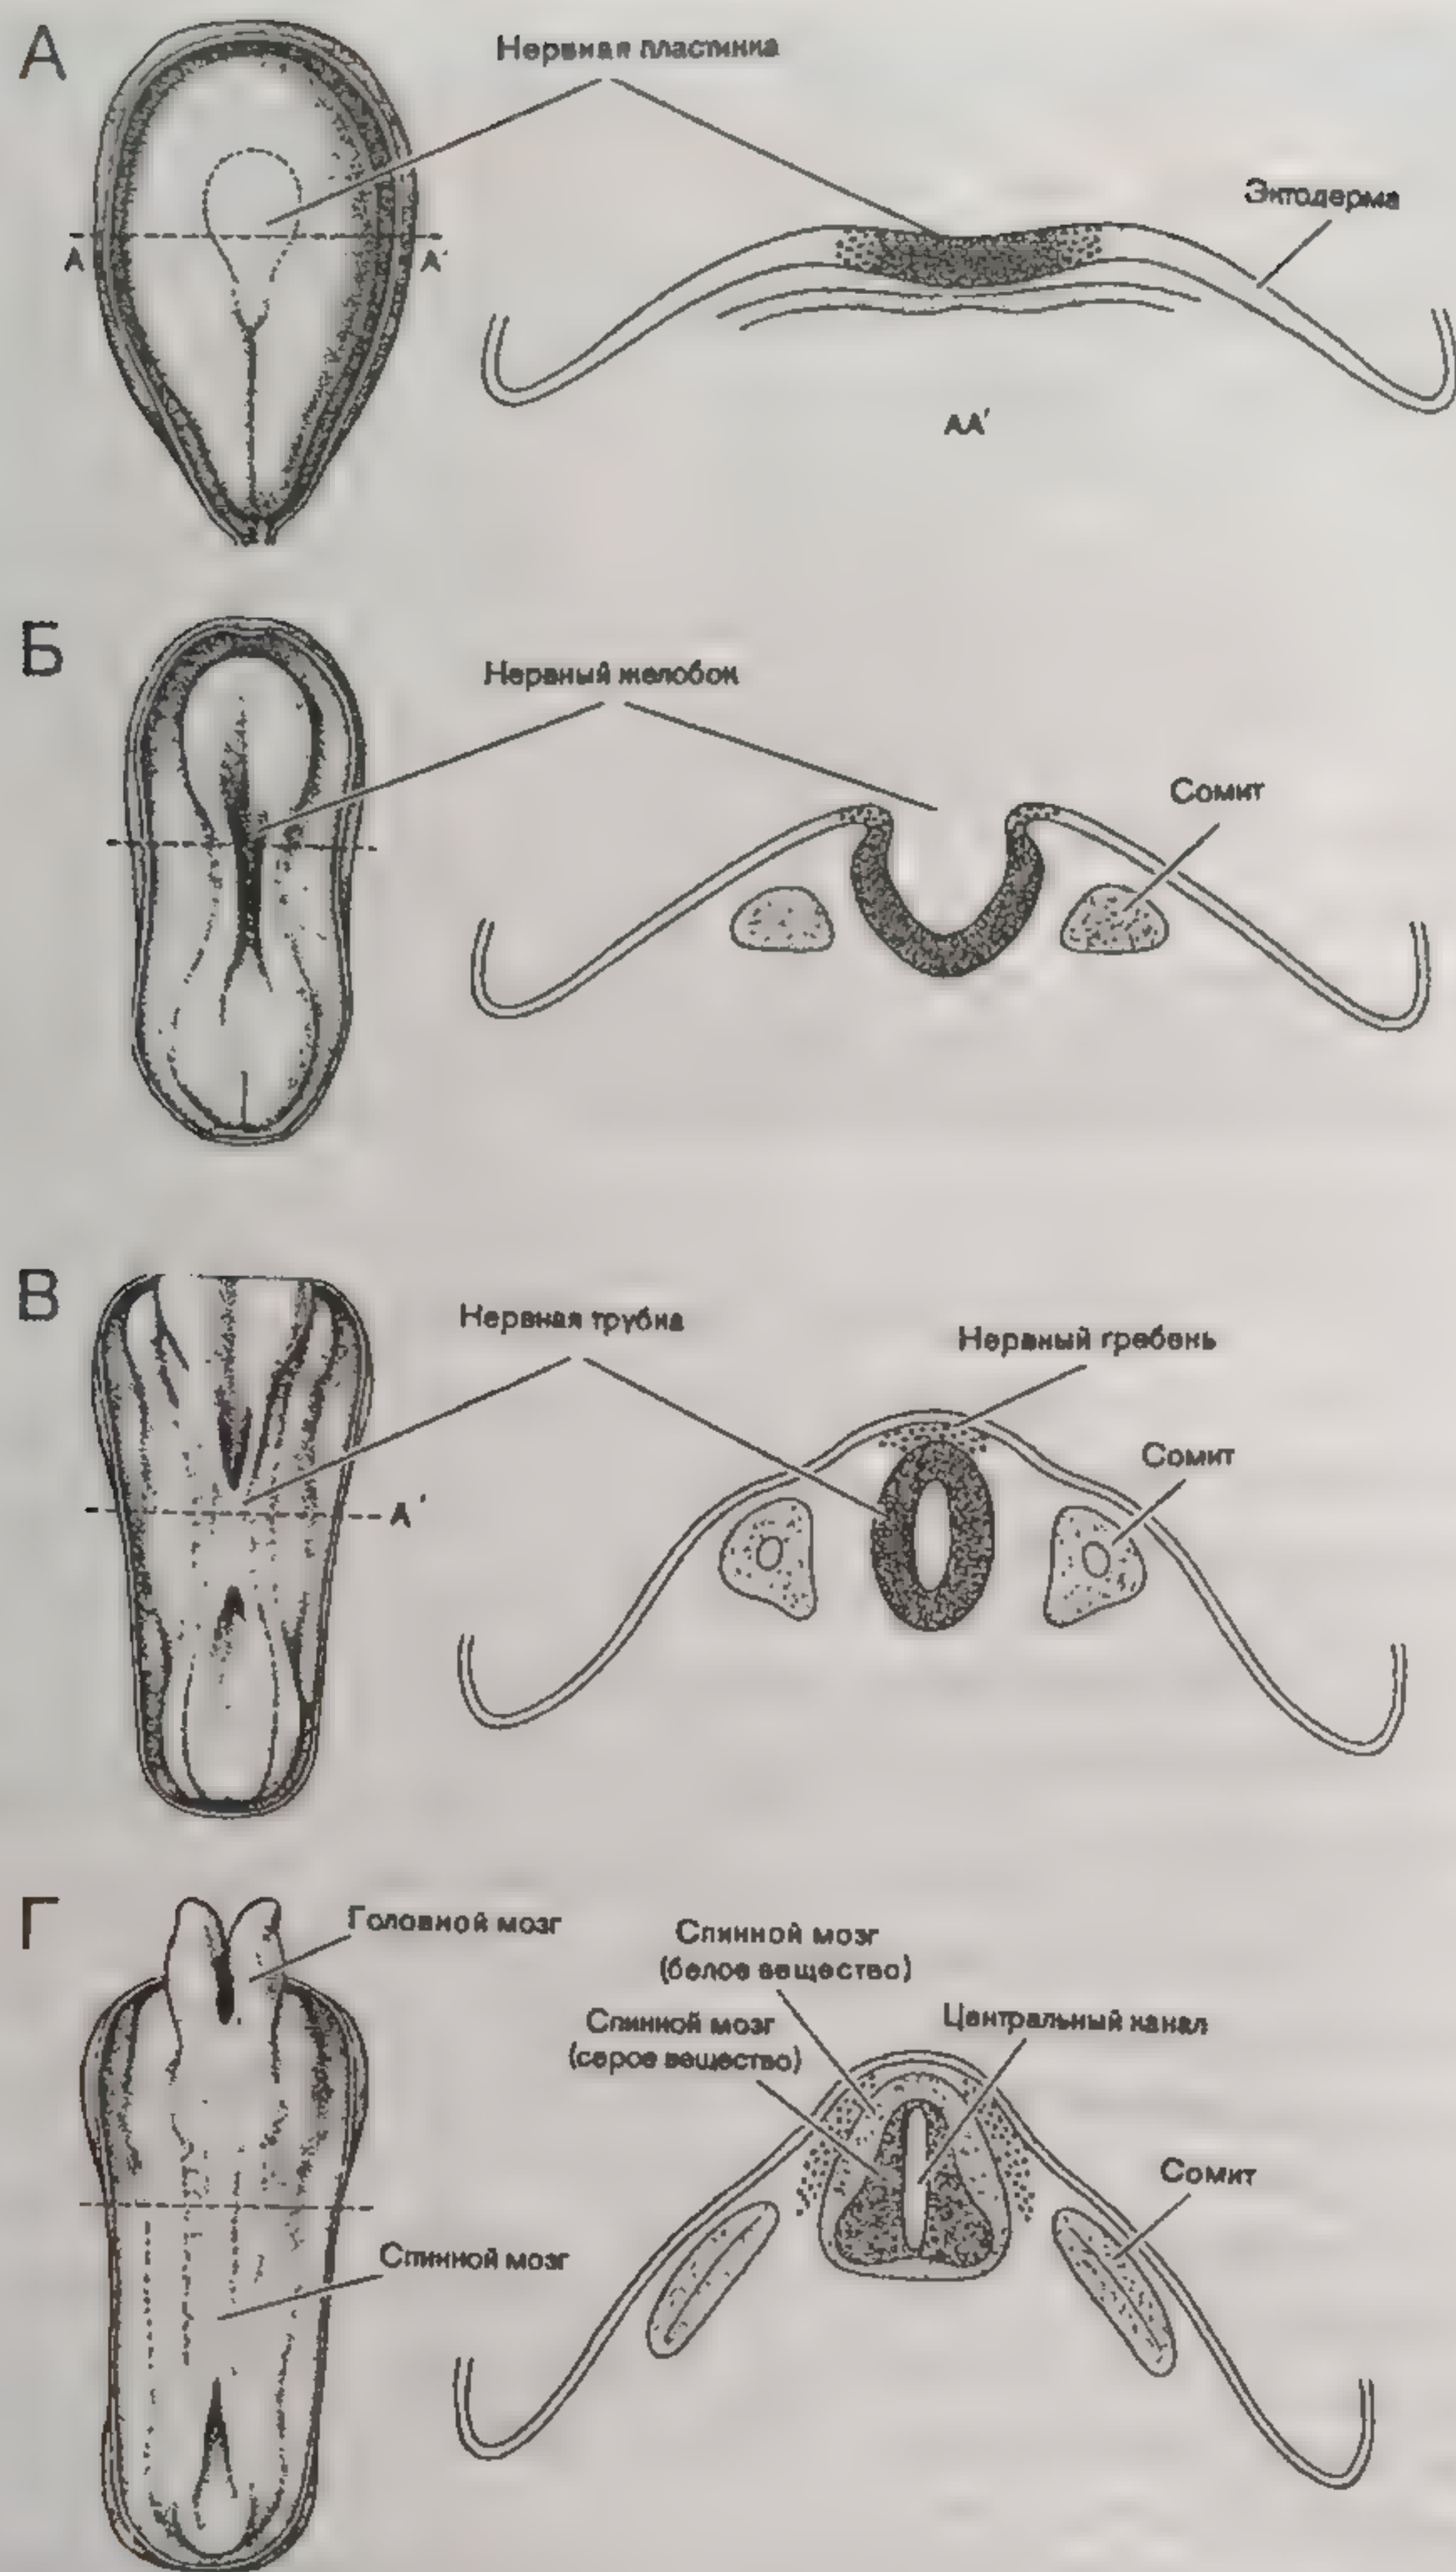 А
Нервная пластинка
Эктодерма
А
А'
АА'
Б
Нервный желобок
Сомит
В
Нервная трубка
Нервный гребень
Сомит
А'
Г
Головной мозг
Спинной мозг
(белое вещество)
Спинной мозг
(серое вещество)
Центральный канал
Сомит
Спинной мозг